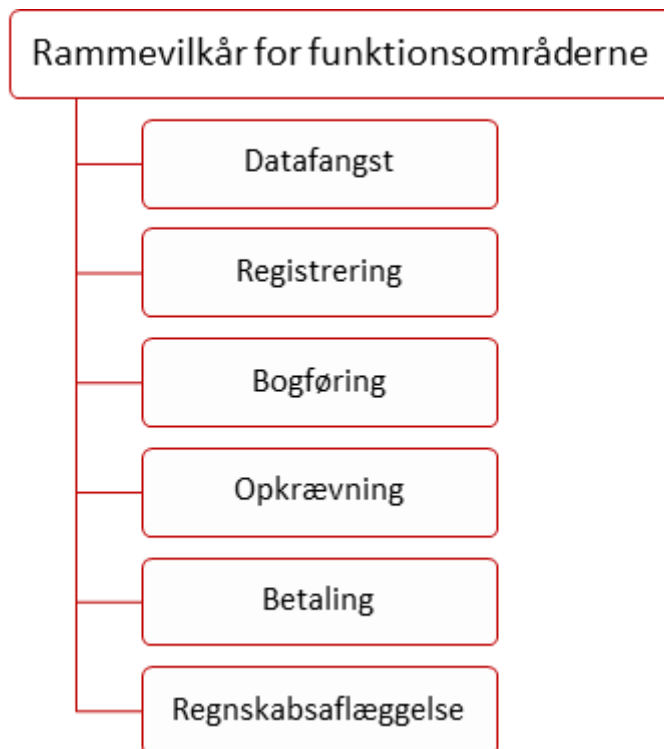 Rammevilkår for funktionsområderne
Datafangst
Registrering
Bogføring
Opkrævning
Betaling
Regnskabsaflæggelse